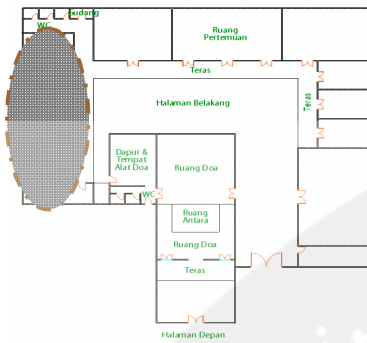 Gudang
WC
Ruang
Pertemuan
Teras
Halaman Belakang
Teras
Dapur &
Tempat
Alat Doa
Ruang Doa
WC
Ruang
Antara
Ruang Doa
Teras
Halaman Depan